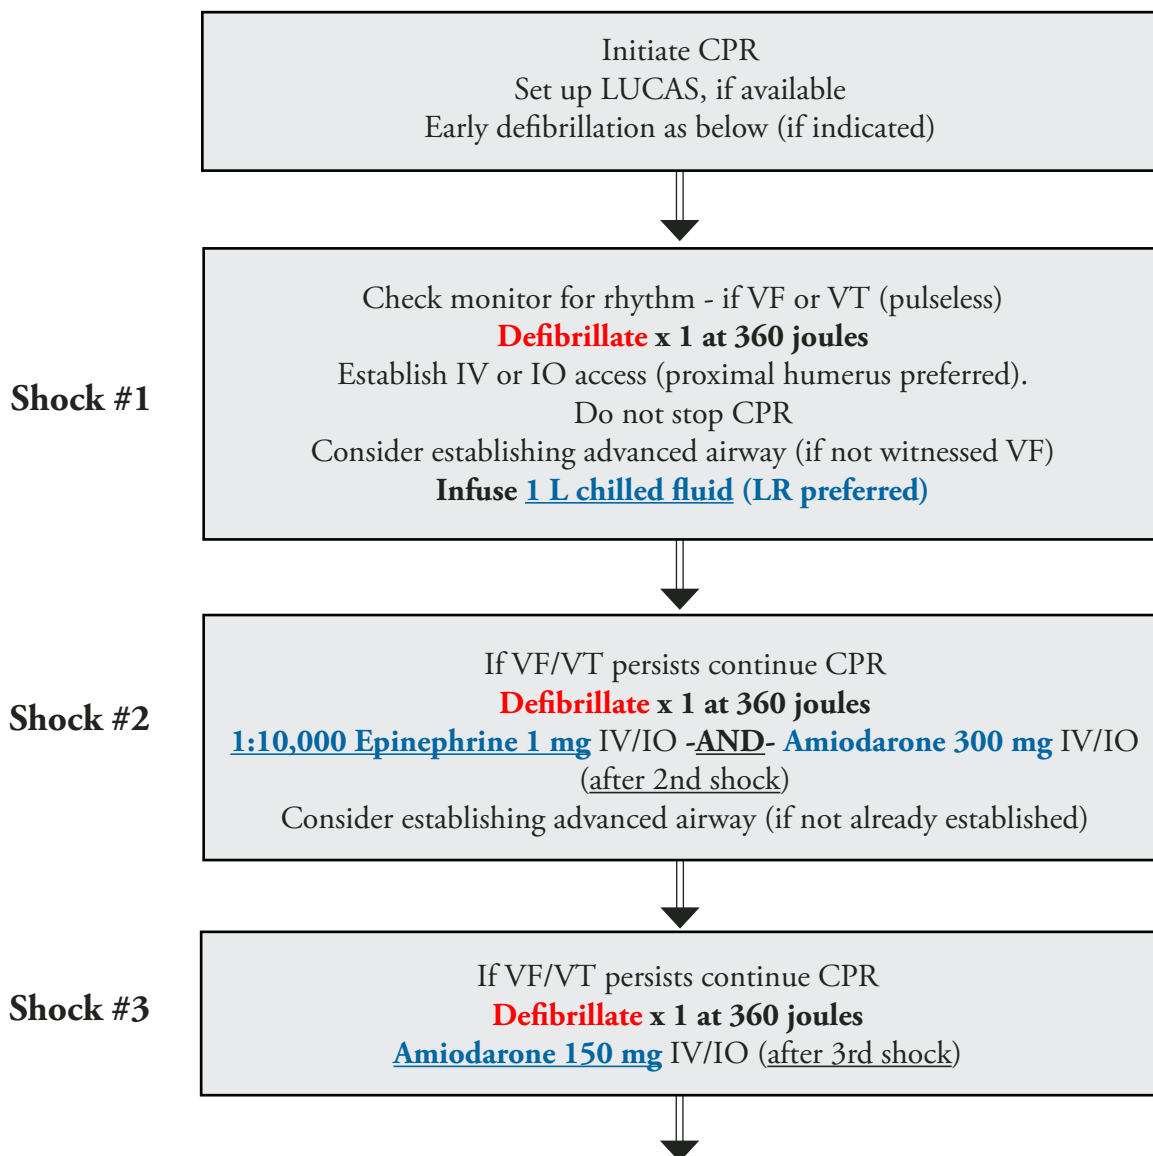 Initiate CPR
Set up LUCAS, if available
Early defibrillation as below (if indicated)
Shock #1
Check monitor for rhythm - if VF or VT (pulseless)
Defibrillate x 1 at 360 joules
Establish IV or IO access (proximal humerus preferred).
Do not stop CPR
Consider establishing advanced airway (if not witnessed VF)
Infuse 1 L chilled fluid (LR preferred)
Shock #2
If VF/VT persists continue CPR
Defibrillate x 1 at 360 joules
1:10,000 Epinephrine 1 mg IV/IO -AND- Amiodarone 300 mg IV/IO
(after 2nd shock)
Consider establishing advanced airway (if not already established)
Shock #3
If VF/VT persists continue CPR
Defibrillate x 1 at 360 joules
Amiodarone 150 mg IV/IO (after 3rd shock)